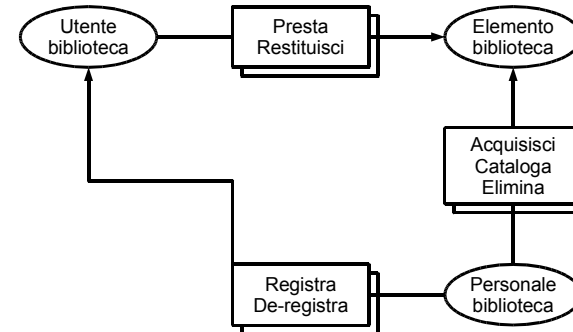 Utente
biblioteca
Presta
Restituisci
Elemento
biblioteca
Acquisisci
Cataloga
Elimina
Registra
De-registra
Personale
biblioteca